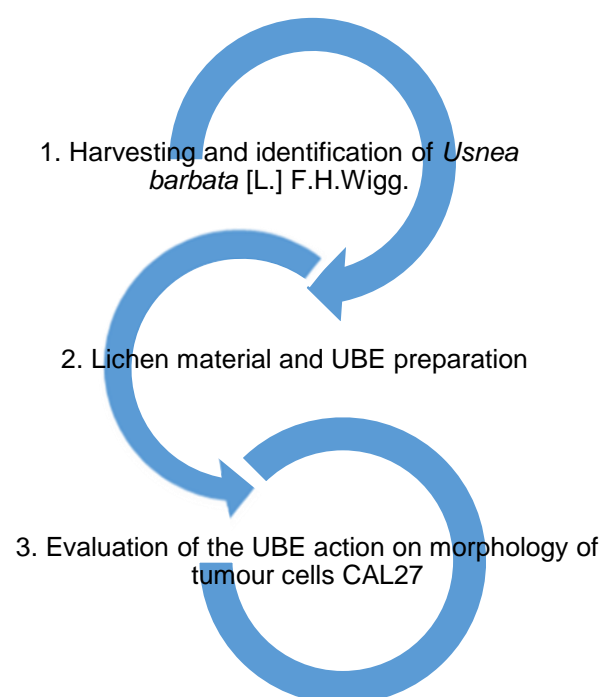 1. Harvesting and identification of Usnea
barbata [L.] F.H.Wigg.
2. Lichen material and UBE preparation
3. Evaluation of the UBE action on morphology of
tumour cells CAL27